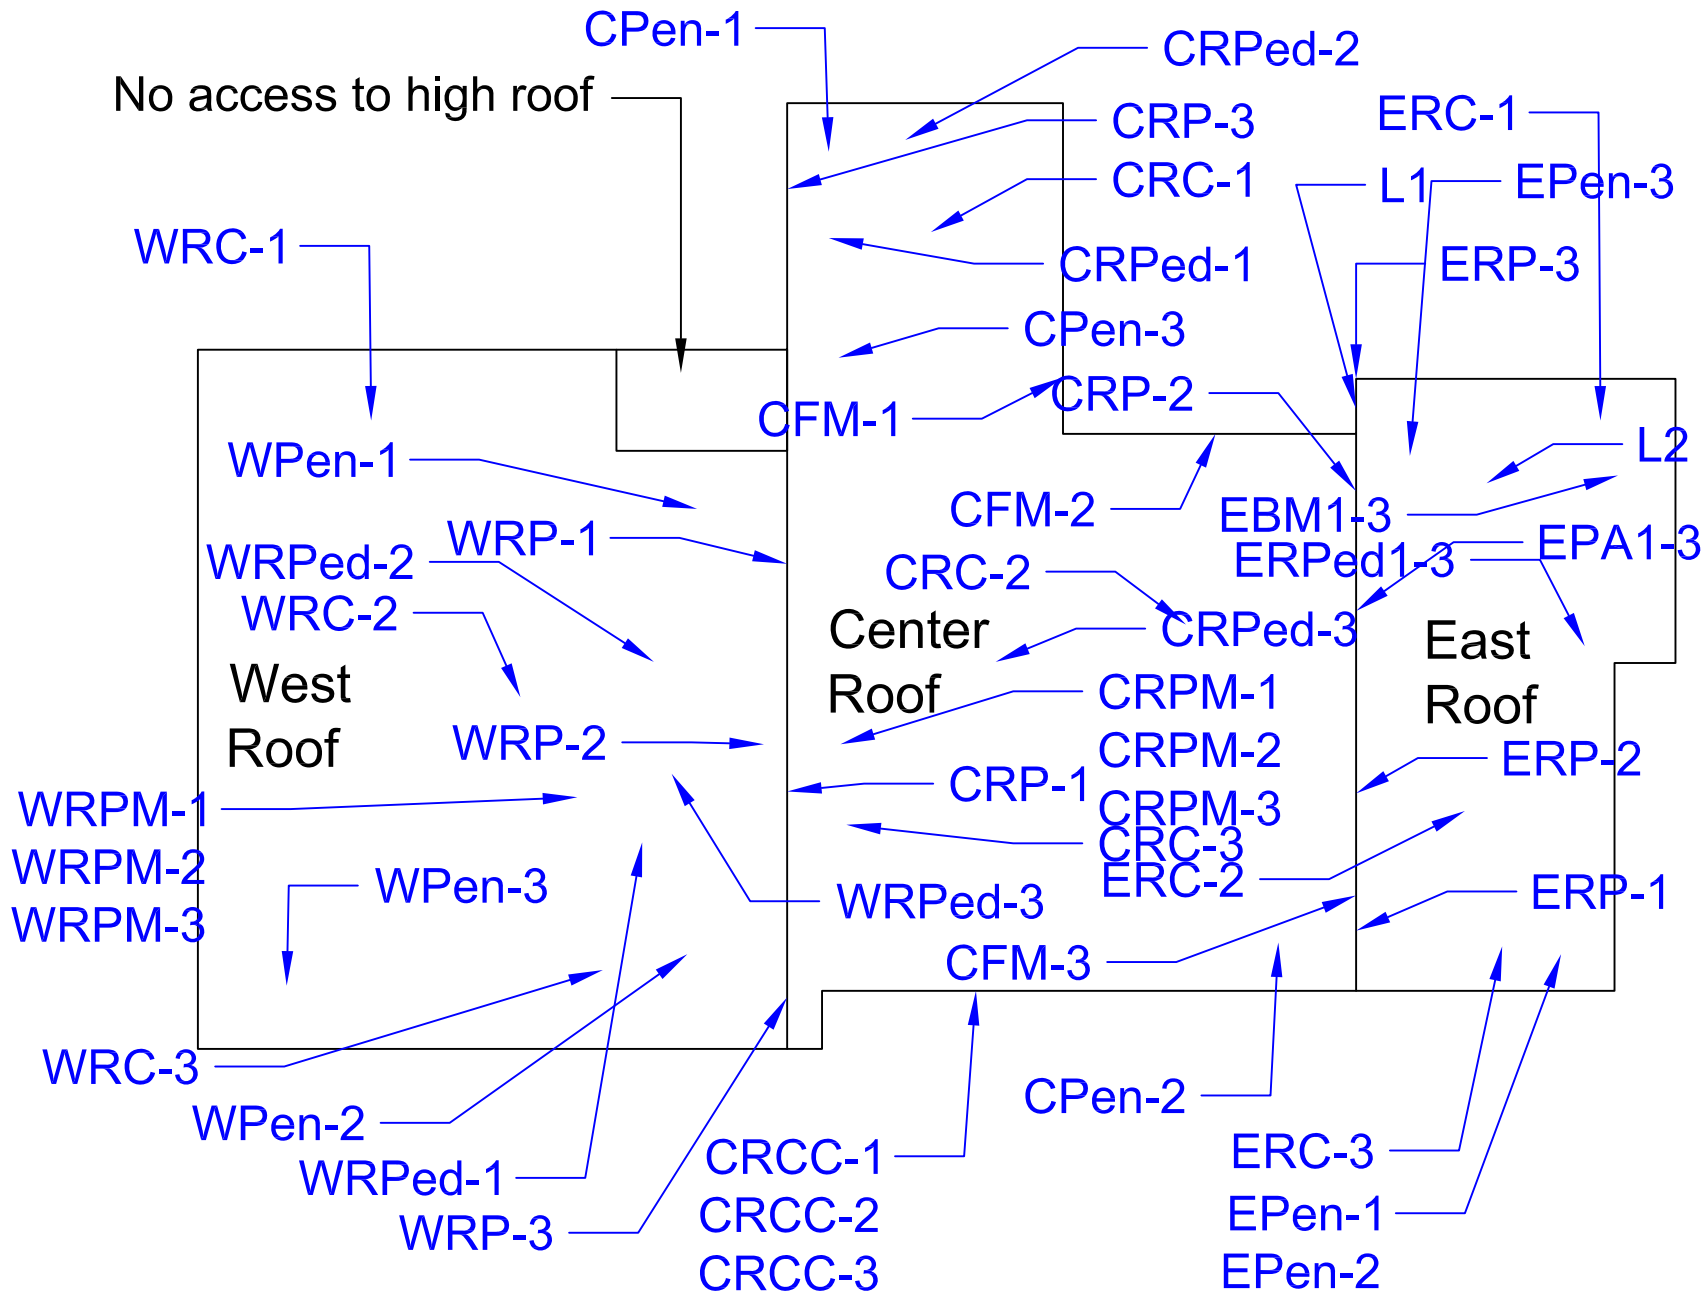 CPen-1
CRPed-2
No access to high roof
CRP-3
ERC-1
CRC-1
L1
EPen-3
WRC-1
CRPed-1
ERP-3
CPen-3
CFM-1
CRP-2
WPen-1
L2
CFM-2
EBM1-3
WRP-1
EPA1-3
WRPed-2
ERPed1-3
CRC-2
WRC-2
Center
Roof
CRPed-3
East
Roof
West
Roof
CRPM-1
CRPM-2
CRPM-3
WRP-2
ERP-2
CRP-1
WRPM-1
WRPM-2
WRPM-3
CRC-3
ERC-2
WPen-3
ERP-1
WRPed-3
CFM-3
WRC-3
CPen-2
WPen-2
ERC-3
CRCC-1
CRCC-2
CRCC-3
WRPed-1
EPen-1
EPen-2
WRP-3